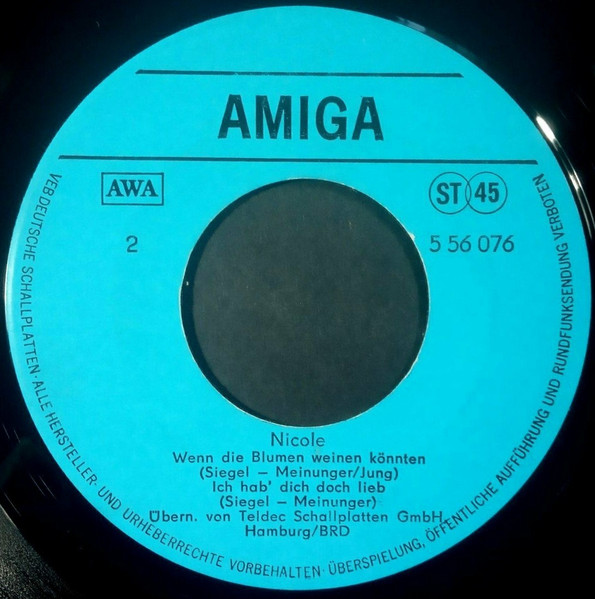 AMIGA
AWA
ST 45
2
5 56 076
Nicole
Wenn die Blumen weinen könnten
(Siegel – Meinunger/Jung)
Ich hab' dich doch lieb
(Siegel – Meinunger)
Übern. von Teldec Schallplatten GmbH,
Hamburg/BRD
VEB DEUTSCHE SCHALLPLATTEN · ALLE HERSTELLER- UND URHEBERRECHTE VORBEHALTEN · ÜBERSPIELUNG, ÖFFENTLICHE AUFFÜHRUNG UND RUNDFUNKSENDUNG VERBOTEN